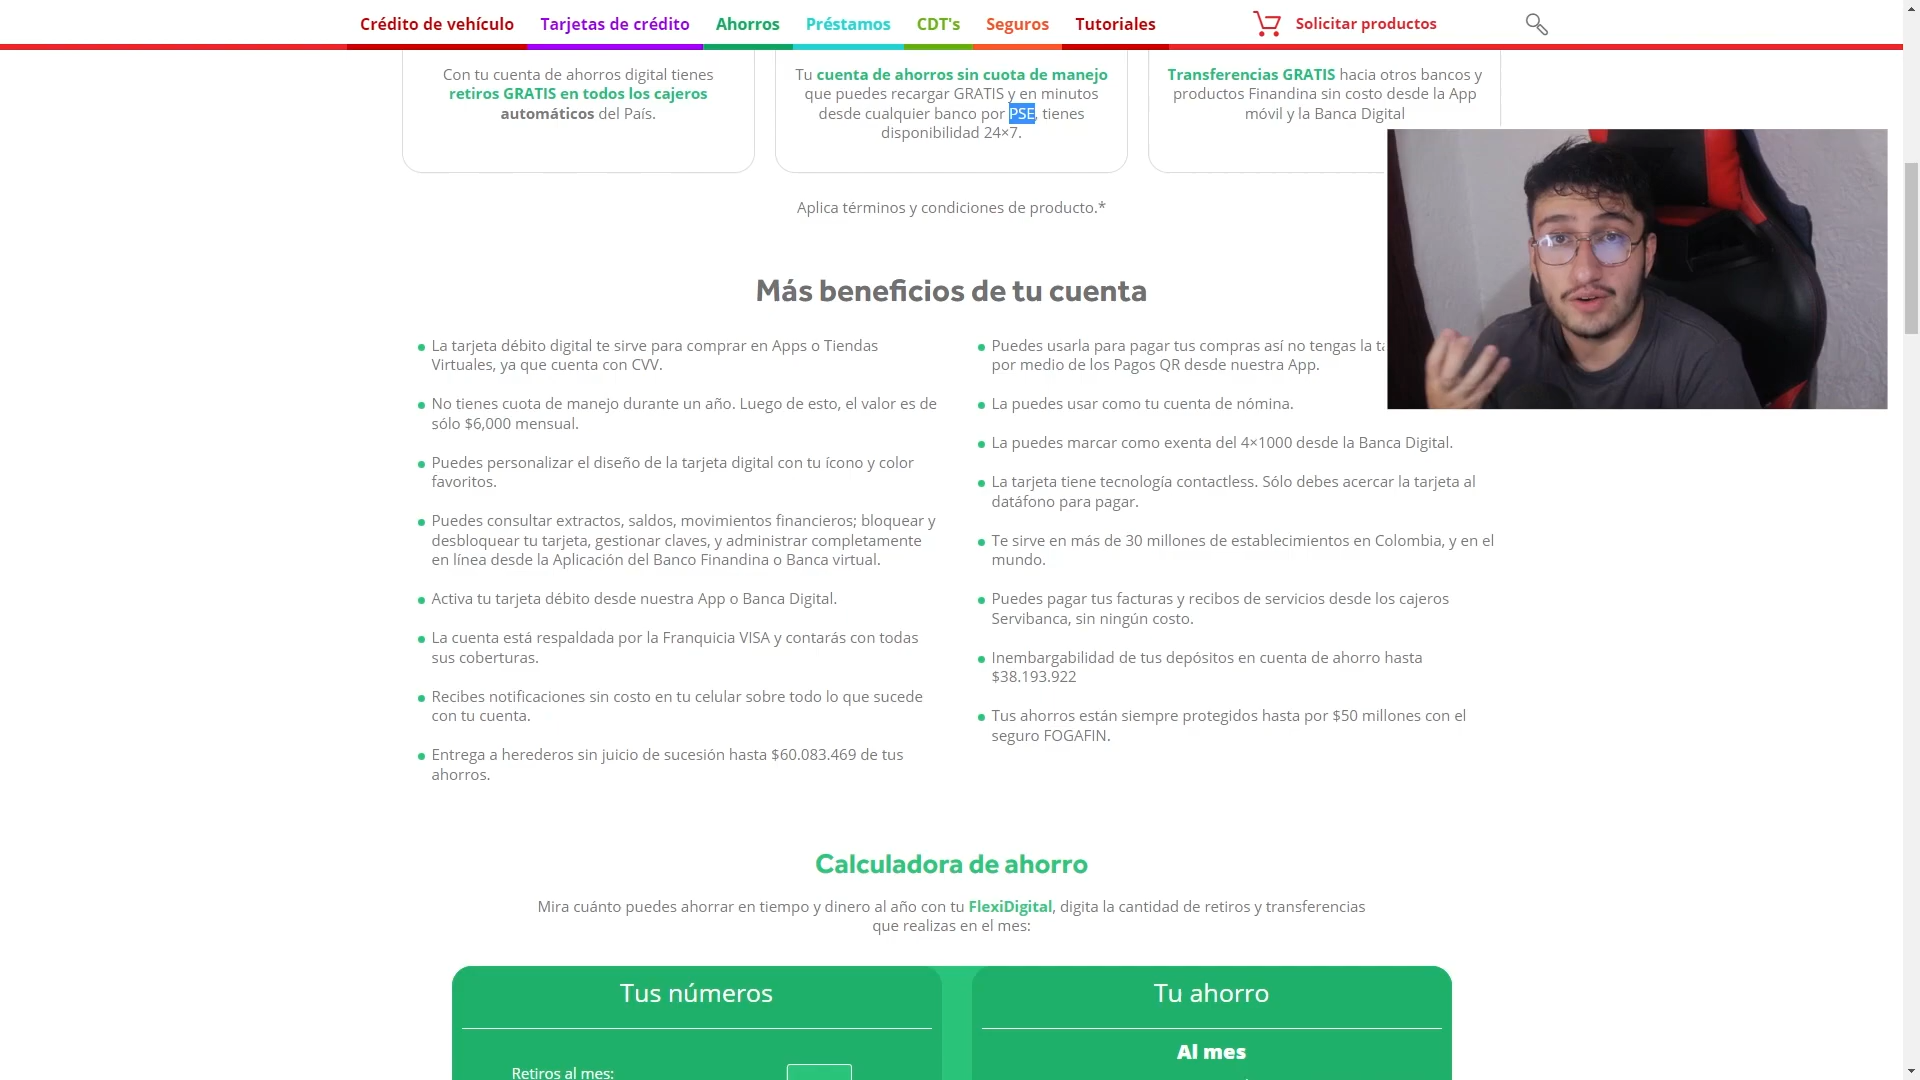 Crédito de vehículo Tarjetas de crédito Ahorros Préstamos CDT's Seguros Tutoriales Solicitar productos
Con tu cuenta de ahorros digital tienes
retiros GRATIS en todos los cajeros
automáticos del País.
Tu cuenta de ahorros sin cuota de manejo
que puedes recargar GRATIS y en minutos
desde cualquier banco por PSE, tienes
disponibilidad 24×7.
Transferencias GRATIS hacia otros bancos y
productos Finandina sin costo desde la App
móvil y la Banca Digital
Aplica términos y condiciones de producto.*
Más beneficios de tu cuenta
La tarjeta débito digital te sirve para comprar en Apps o Tiendas
Virtuales, ya que cuenta con CVV.
No tienes cuota de manejo durante un año. Luego de esto, el valor es de
sólo $6,000 mensual.
Puedes personalizar el diseño de la tarjeta digital con tu ícono y color
favoritos.
Puedes consultar extractos, saldos, movimientos financieros; bloquear y
desbloquear tu tarjeta, gestionar claves, y administrar completamente
en línea desde la Aplicación del Banco Finandina o Banca virtual.
Activa tu tarjeta débito desde nuestra App o Banca Digital.
La cuenta está respaldada por la Franquicia VISA y contarás con todas
sus coberturas.
Recibes notificaciones sin costo en tu celular sobre todo lo que sucede
con tu cuenta.
Entrega a herederos sin juicio de sucesión hasta $60.083.469 de tus
ahorros.
Puedes usarla para pagar tus compras así no tengas la
por medio de los Pagos QR desde nuestra App.
La puedes usar como tu cuenta de nómina.
La puedes marcar como exenta del 4×1000 desde la Banca Digital.
La tarjeta tiene tecnología contactless. Sólo debes acercar la tarjeta al
datáfono para pagar.
Te sirve en más de 30 millones de establecimientos en Colombia, y en el
mundo.
Puedes pagar tus facturas y recibos de servicios desde los cajeros
Servibanca, sin ningún costo.
Inembargabilidad de tus depósitos en cuenta de ahorro hasta
$38.193.922
Tus ahorros están siempre protegidos hasta por $50 millones con el
seguro FOGAFIN.
Calculadora de ahorro
Mira cuánto puedes ahorrar en tiempo y dinero al año con tu FlexiDigital, digita la cantidad de retiros y transferencias
que realizas en el mes:
Tus números
Retiros al mes:
Tu ahorro
Al mes